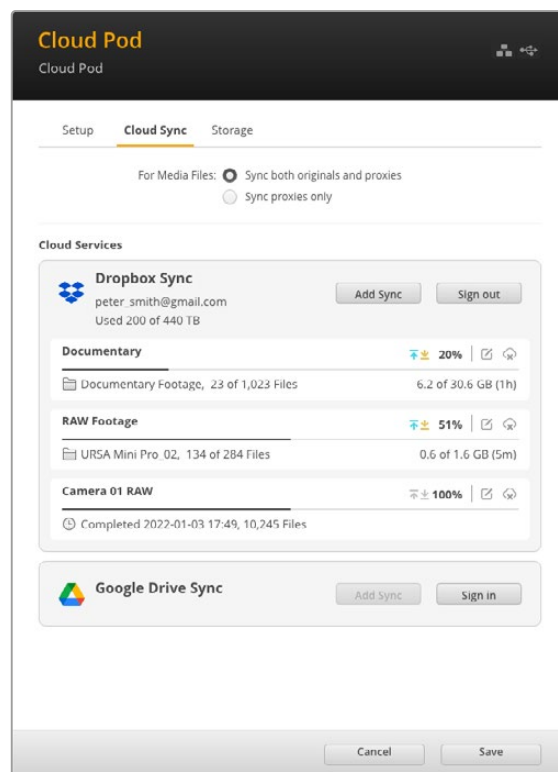 Cloud Pod
Cloud Pod
Setup Cloud Sync Storage
For Media Files: Sync both originals and proxies
Sync proxies only
Cloud Services
Dropbox Sync
peter_smith@gmail.com
Used 200 of 440 TB
Add Sync Sign out
Documentary 20%
Documentary Footage, 23 of 1,023 Files 6.2 of 30.6 GB (1h)
RAW Footage 51%
URSA Mini Pro_02, 134 of 284 Files 0.6 of 1.6 GB (5m)
Camera 01 RAW 100%
Completed 2022-01-03 17:49, 10,245 Files
Google Drive Sync Add Sync Sign in
Cancel Save